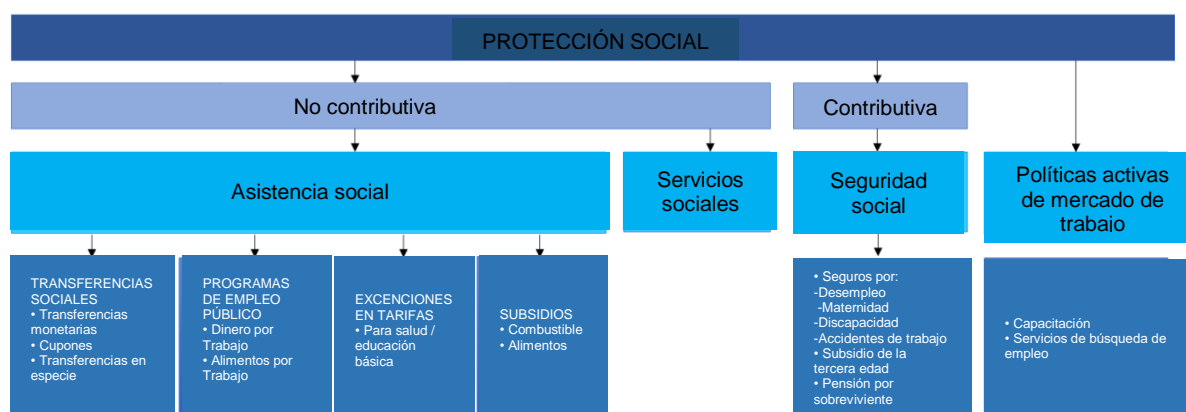 PROTECCIÓN SOCIAL
No contributiva
Contributiva
Asistencia social
Servicios
sociales
Seguridad
social
Políticas activas
de mercado de
trabajo
TRANSFERENCIAS
SOCIALES
• Transferencias
monetarias
• Cupones
• Transferencias en
especie
PROGRAMAS
DE EMPLEO
PÚBLICO
• Dinero por
Trabajo
• Alimentos por
Trabajo
EXCENCIONES
EN TARIFAS
• Para salud /
educación
básica
SUBSIDIOS
• Combustible
• Alimentos
• Seguros por:
-Desempleo
-Maternidad
-Discapacidad
-Accidentes de trabajo
• Subsidio de la
tercera edad
• Pensión por
sobreviviente
• Capacitación
• Servicios de búsqueda de
empleo